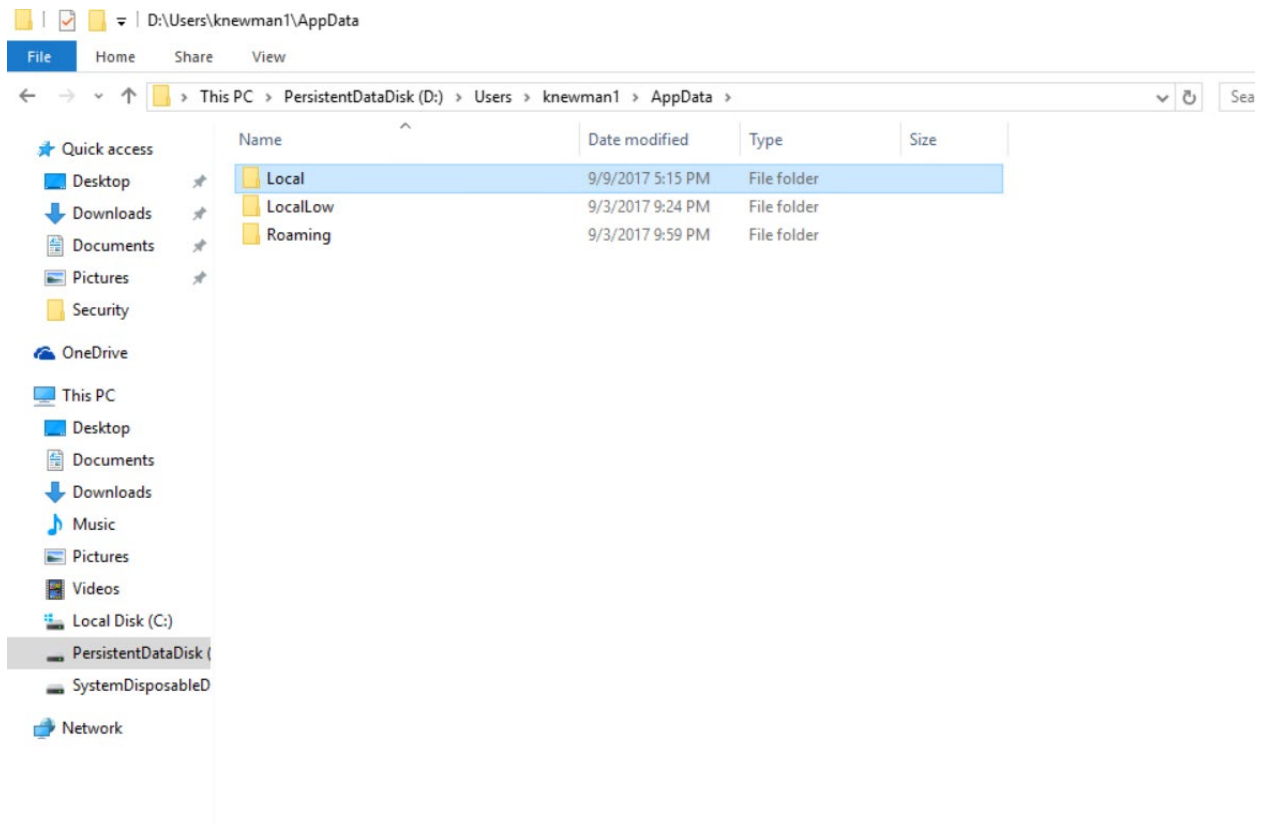 D:\Users\knewman1\AppData
File Home Share View
This PC > PersistentDataDisk (D:) > Users > knewman1 > AppData >
Sea
Quick access
Desktop
Downloads
Documents
Pictures
Security
OneDrive
This PC
Desktop
Documents
Downloads
Music
Pictures
Videos
Local Disk (C:)
PersistentDataDisk (
SystemDisposableD
Network
Name Date modified Type Size
Local 9/9/2017 5:15 PM File folder
LocalLow 9/3/2017 9:24 PM File folder
Roaming 9/3/2017 9:59 PM File folder